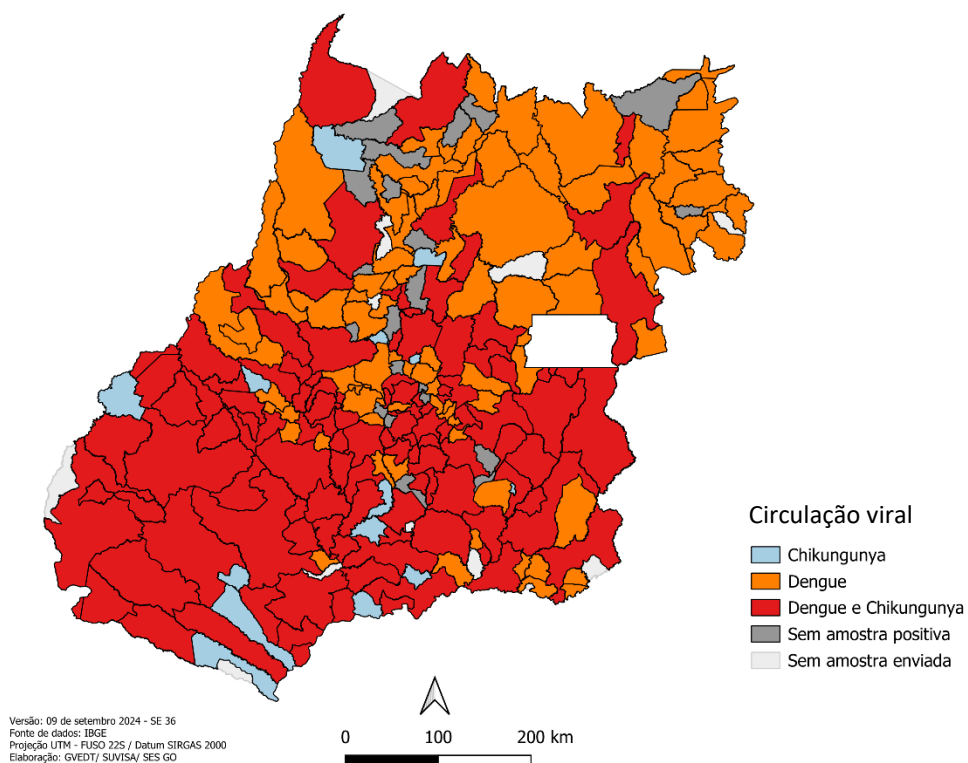 Circulação viral
Chikungunya
Dengue
Dengue e Chikungunya
Sem amostra positiva
Sem amostra enviada
Versão: 09 de setembro 2024 - SE 36
Fonte de dados: IBGE
Projeção UTM - FUSO 22S / Datum SIRGAS 2000
Elaboração: GVEDT/ SUVISA/ SES GO
0 100 200 km